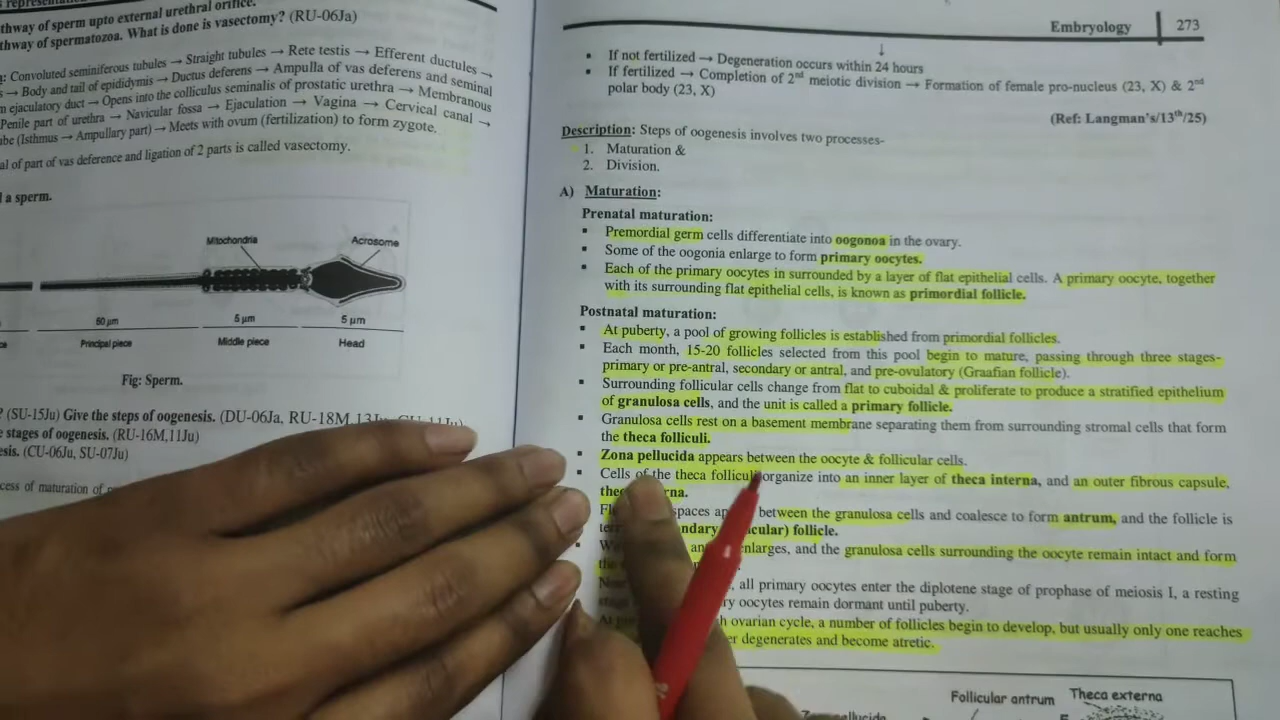 thway of sperm upto external urethral orifice.
thway of spermatozoa. What is done is vasectomy? (RU-06Ja)
: Convoluted seminiferous tubules → Straight tubules → Rete testis → Efferent ductules →
s → Body and tail of epididymis → Ductus deferens → Ampulla of vas deferens and seminal
n ejaculatory duct → Opens into the colliculus seminalis of prostatic urethra → Membranous
Penile part of urethra → Navicular fossa → Ejaculation → Vagina → Cervical canal →
be (Isthmus → Ampullary part) → Meets with ovum (fertilization) to form zygote.
al of part of vas deference and ligation of 2 parts is called vasectomy.
a sperm.
Mitochondria
Acrosome
60 µm
5 µm
5 µm
Principal piece
Middle piece
Head
Fig: Sperm.
? (SU-15Ju) Give the steps of oogenesis. (DU-06Ja, RU-18M,
e stages of oogenesis. (RU-16M,11Ju)
sis. (CU-06Ju, SU-07Ju)
cess of maturation of
Embryology 273
↓
▪ If not fertilized → Degeneration occurs within 24 hours
▪ If fertilized → Completion of 2nd meiotic division → Formation of female pro-nucleus (23, X) & 2nd
polar body (23, X)
(Ref: Langman's/13th/25)
Description: Steps of oogenesis involves two processes-
1. Maturation &
2. Division.
A) Maturation:
Prenatal maturation:
▪ Premordial germ cells differentiate into oogonoa in the ovary.
▪ Some of the oogonia enlarge to form primary oocytes.
▪ Each of the primary oocytes in surrounded by a layer of flat epithelial cells. A primary oocyte, together
with its surrounding flat epithelial cells, is known as primordial follicle.
Postnatal maturation:
▪ At puberty, a pool of growing follicles is established from primordial follicles.
▪ Each month, 15-20 follicles selected from this pool begin to mature, passing through three stages-
primary or pre-antral, secondary or antral, and pre-ovulatory (Graafian follicle).
▪ Surrounding follicular cells change from flat to cuboidal & proliferate to produce a stratified epithelium
of granulosa cells, and the unit is called a primary follicle.
▪ Granulosa cells rest on a basement membrane separating them from surrounding stromal cells that form
the theca folliculi.
▪ Zona pellucida appears between the oocyte & follicular cells.
▪ Cells of the theca folliculi organize into an inner layer of theca interna, and an outer fibrous capsule,
rna.
spaces between the granulosa cells and coalesce to form antrum, and the follicle is
follicle.
enlarges, and the granulosa cells surrounding the oocyte remain intact and form
, all primary oocytes enter the diplotene stage of prophase of meiosis I, a resting
ry oocytes remain dormant until puberty.
h ovarian cycle, a number of follicles begin to develop, but usually only one reaches
er degenerates and become atretic.
Follicular antrum Theca externa